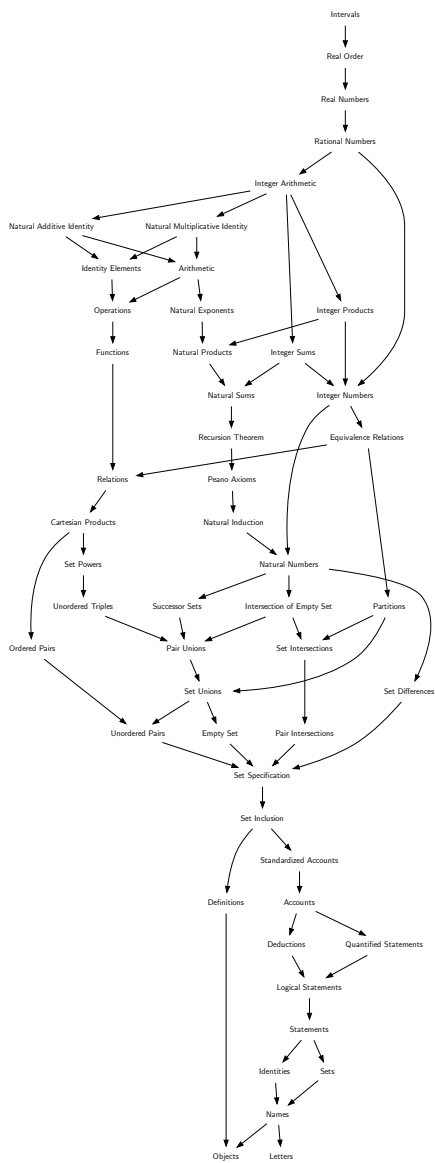 Intervals
Real Order
Real Numbers
Rational Numbers
Integer Arithmetic
Natural Additive Identity
Natural Multiplicative Identity
Identity Elements
Arithmetic
Operations
Natural Exponents
Integer Products
Functions
Natural Products
Integer Sums
Natural Sums
Integer Numbers
Recursion Theorem
Equivalence Relations
Relations
Peano Axioms
Cartesian Products
Natural Induction
Set Powers
Natural Numbers
Unordered Triples
Successor Sets
Intersection of Empty Set
Partitions
Ordered Pairs
Pair Unions
Set Intersections
Set Unions
Set Differences
Unordered Pairs
Empty Set
Pair Intersections
Set Specification
Set Inclusion
Standardized Accounts
Definitions
Accounts
Deductions
Quantified Statements
Logical Statements
Statements
Identities
Sets
Names
Objects
Letters